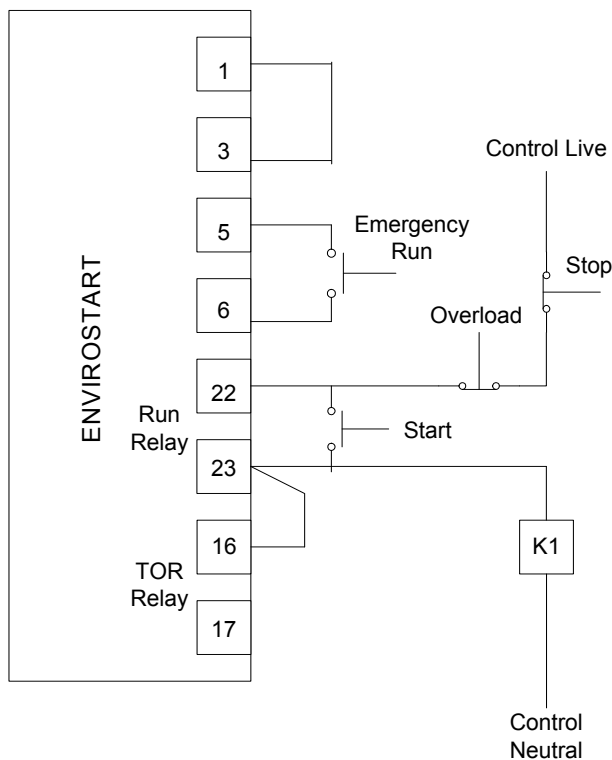 1
3
Control Live
5
Emergency
Run
Stop
6
Overload
ENVIROSTART
22
Run
Relay
Start
23
16
K1
TOR
Relay
17
Control
Neutral